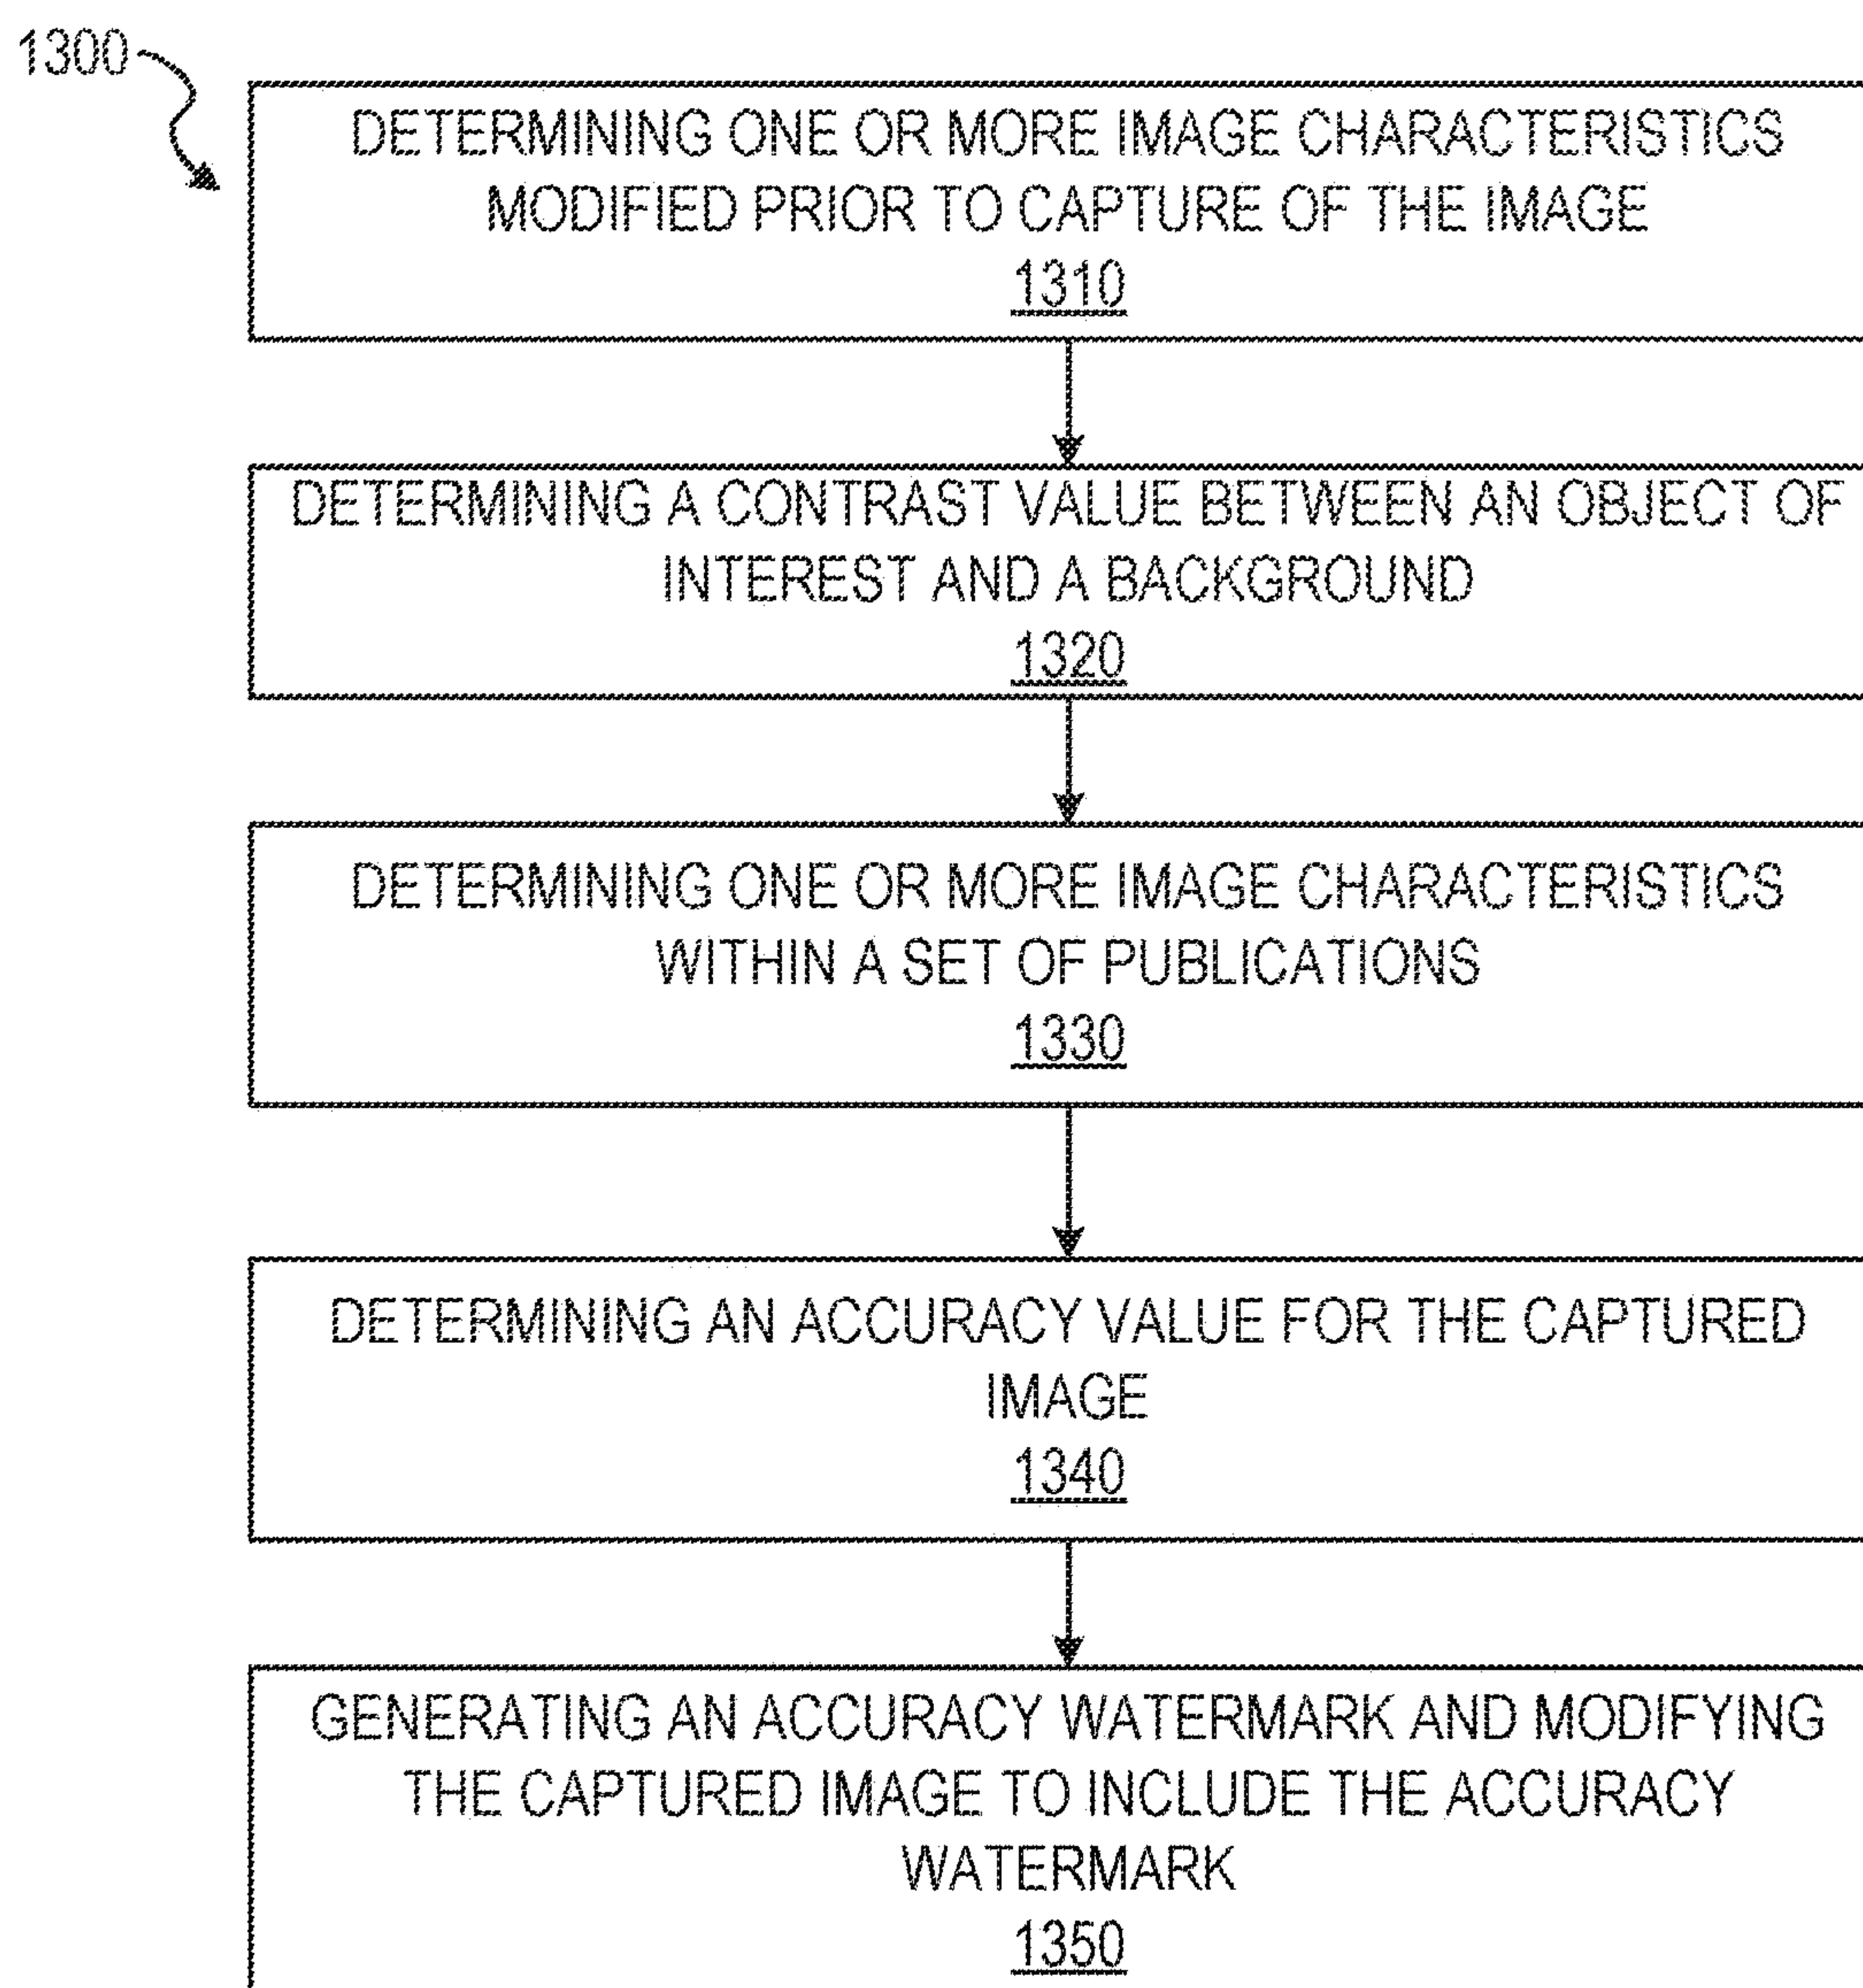 1300
DETERMINING ONE OR MORE IMAGE CHARACTERISTICS
MODIFIED PRIOR TO CAPTURE OF THE IMAGE
1310
DETERMINING A CONTRAST VALUE BETWEEN AN OBJECT OF
INTEREST AND A BACKGROUND
1320
DETERMINING ONE OR MORE IMAGE CHARACTERISTICS
WITHIN A SET OF PUBLICATIONS
1330
DETERMINING AN ACCURACY VALUE FOR THE CAPTURED
IMAGE
1340
GENERATING AN ACCURACY WATERMARK AND MODIFYING
THE CAPTURED IMAGE TO INCLUDE THE ACCURACY
WATERMARK
1350